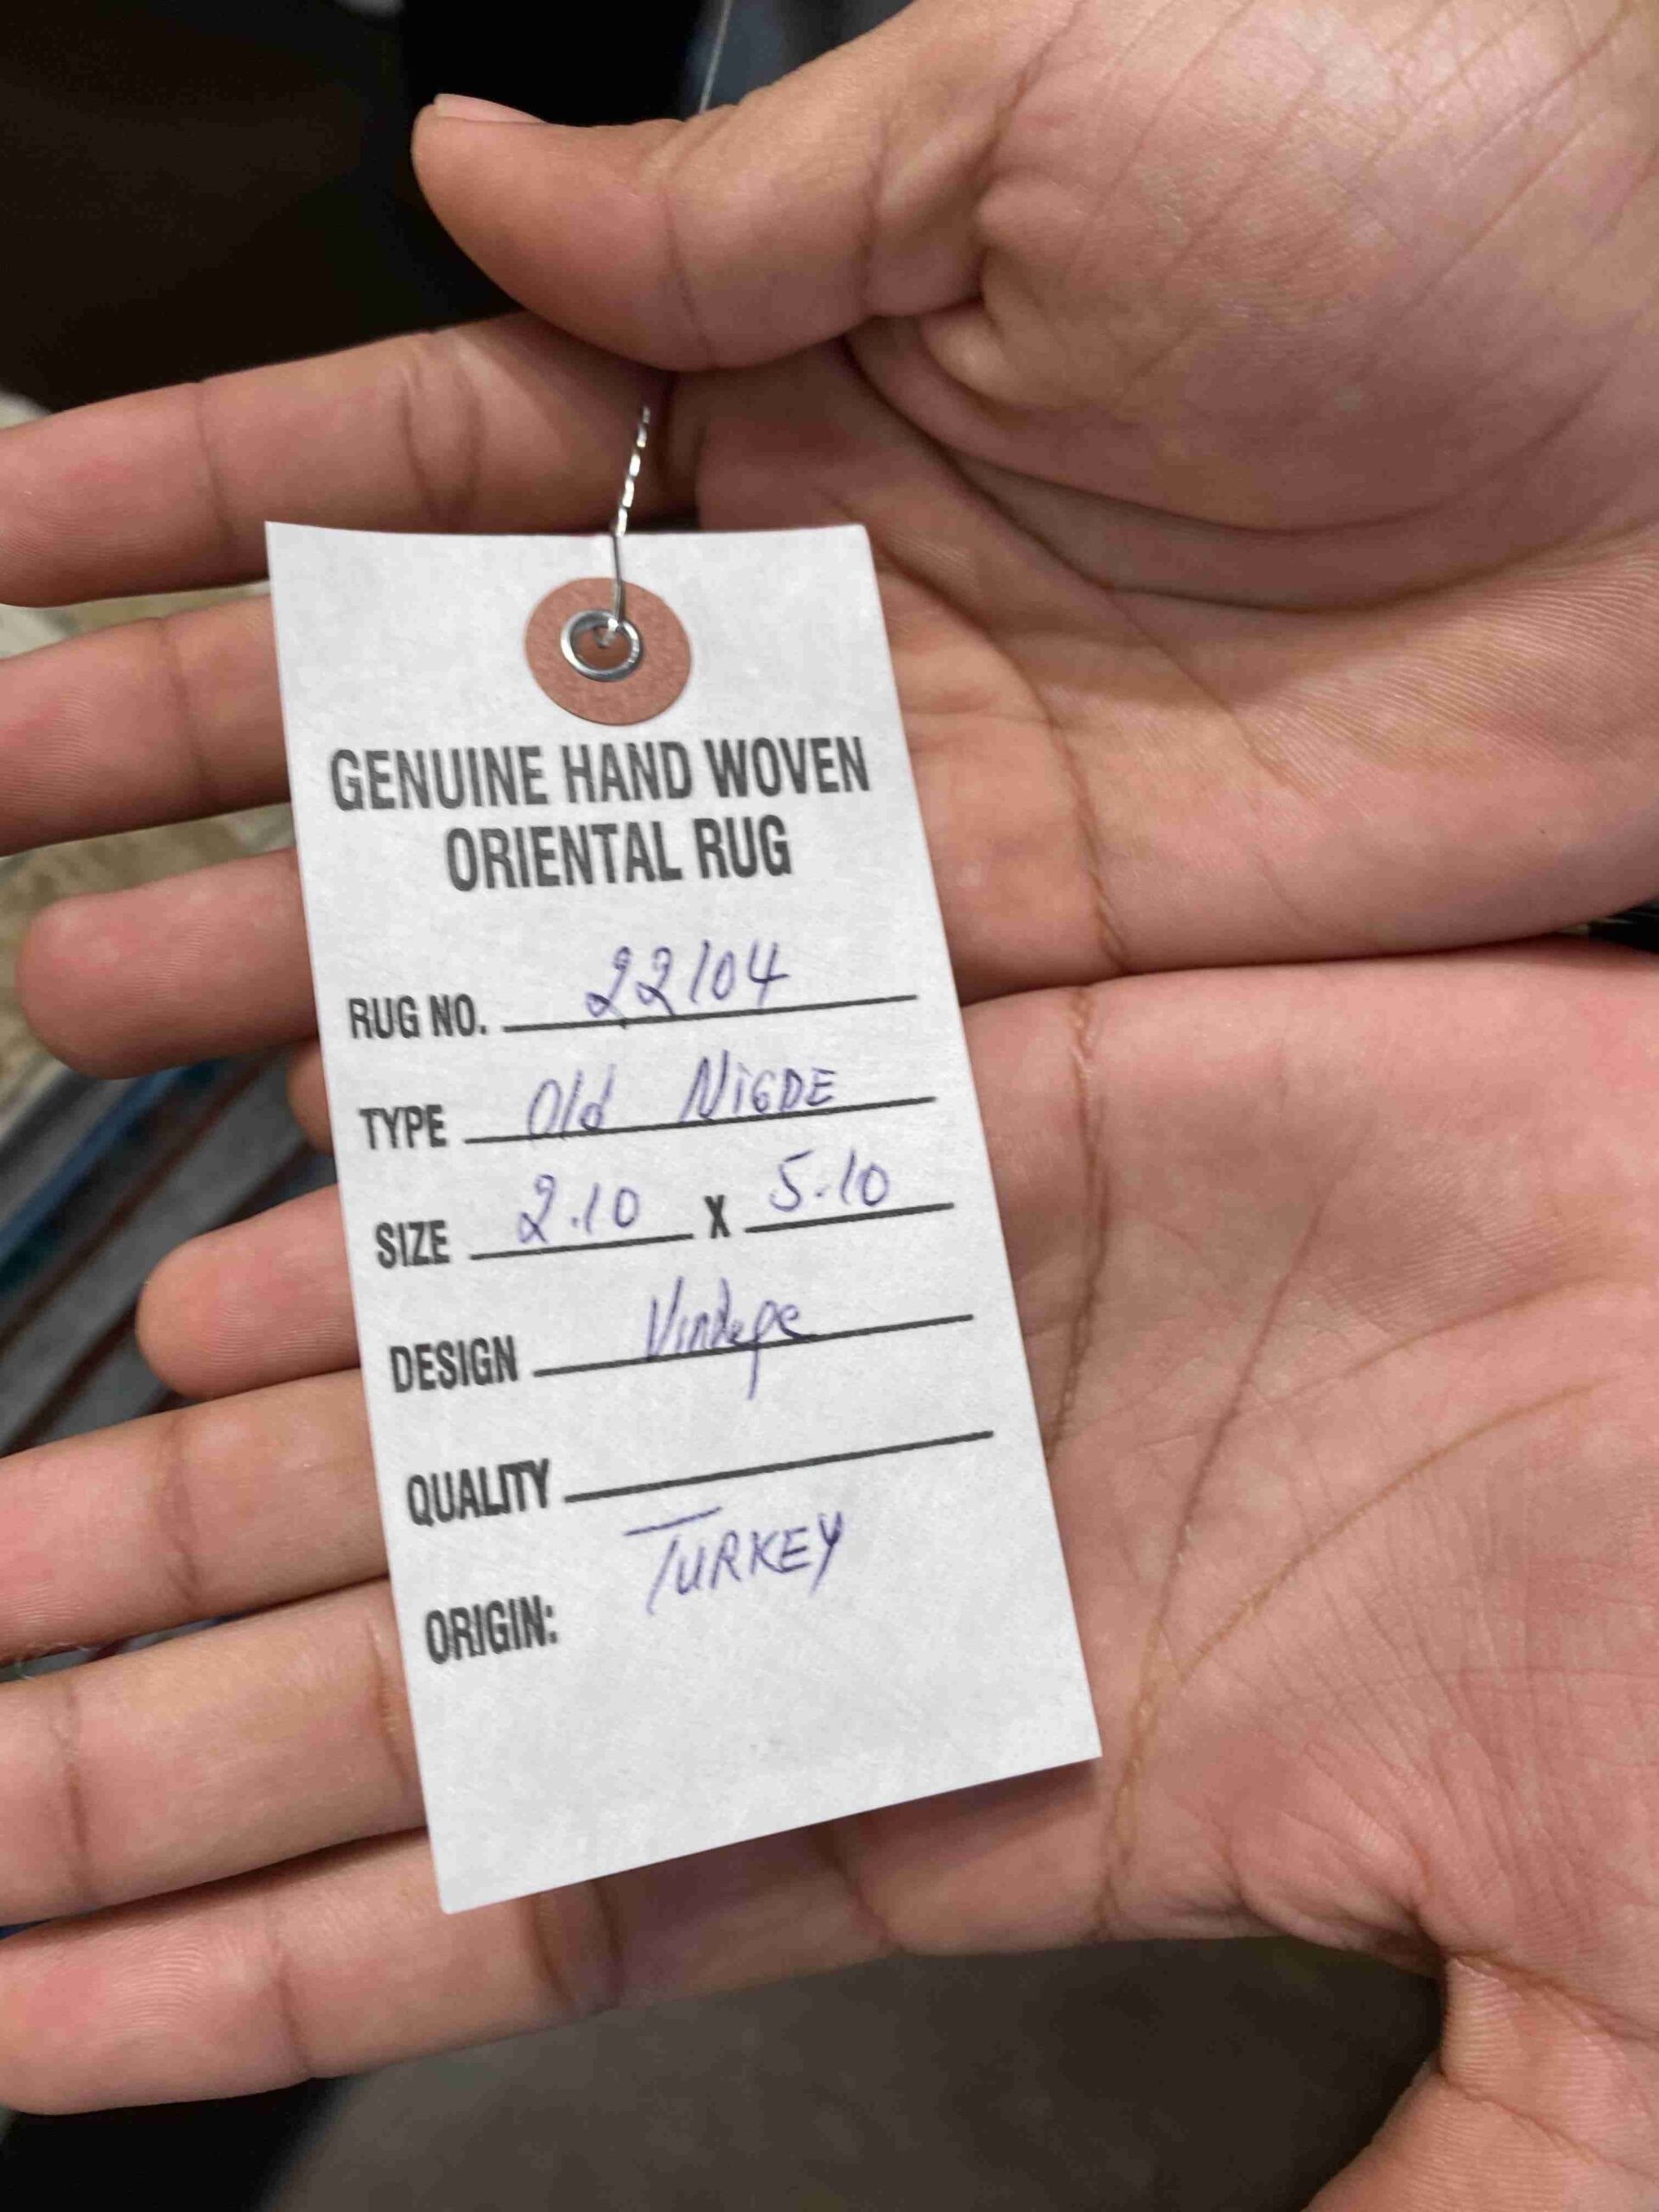 GENUINE HAND WOVEN
ORIENTAL RUG
RUG NO. 22104
TYPE Old NIGDE
SIZE 2.10 X 5.10
DESIGN Vintage
QUALITY
ORIGIN: TURKEY